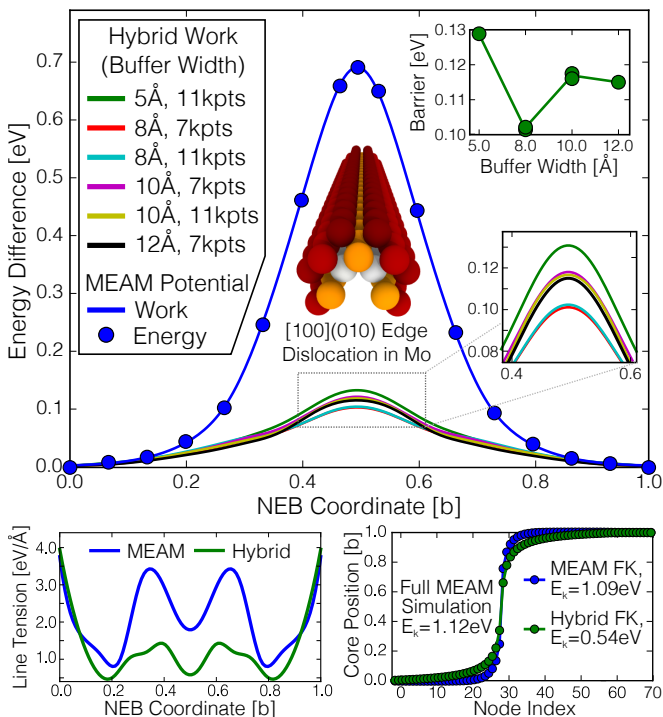 Hybrid Work
(Buffer Width)
5Å, 11kpts
8Å, 7kpts
8Å, 11kpts
10Å, 7kpts
10Å, 11kpts
12Å, 7kpts
MEAM Potential
Work
Energy
Energy Difference [eV]
0.7
0.6
0.5
0.4
0.3
0.2
0.1
0.0
0.0 0.2 0.4 0.6 0.8 1.0
NEB Coordinate [b]
[100](010) Edge
Dislocation in Mo
Barrier [eV]
0.13
0.12
0.11
0.10
5.0 8.0 10.0 12.0
Buffer Width [Å]
0.12
0.10
0.08
0.4 0.6
Line Tension [eV/Å]
4.0
3.0
2.0
1.0
MEAM Hybrid
0.0 0.2 0.4 0.6 0.8 1.0
NEB Coordinate [b]
Core Position [b]
1.0
0.8
0.6
0.4
0.2
0.0
Full MEAM
Simulation
Eₖ=1.12eV
MEAM FK,
Eₖ=1.09eV
Hybrid FK,
Eₖ=0.54eV
0 10 20 30 40 50 60 70
Node Index